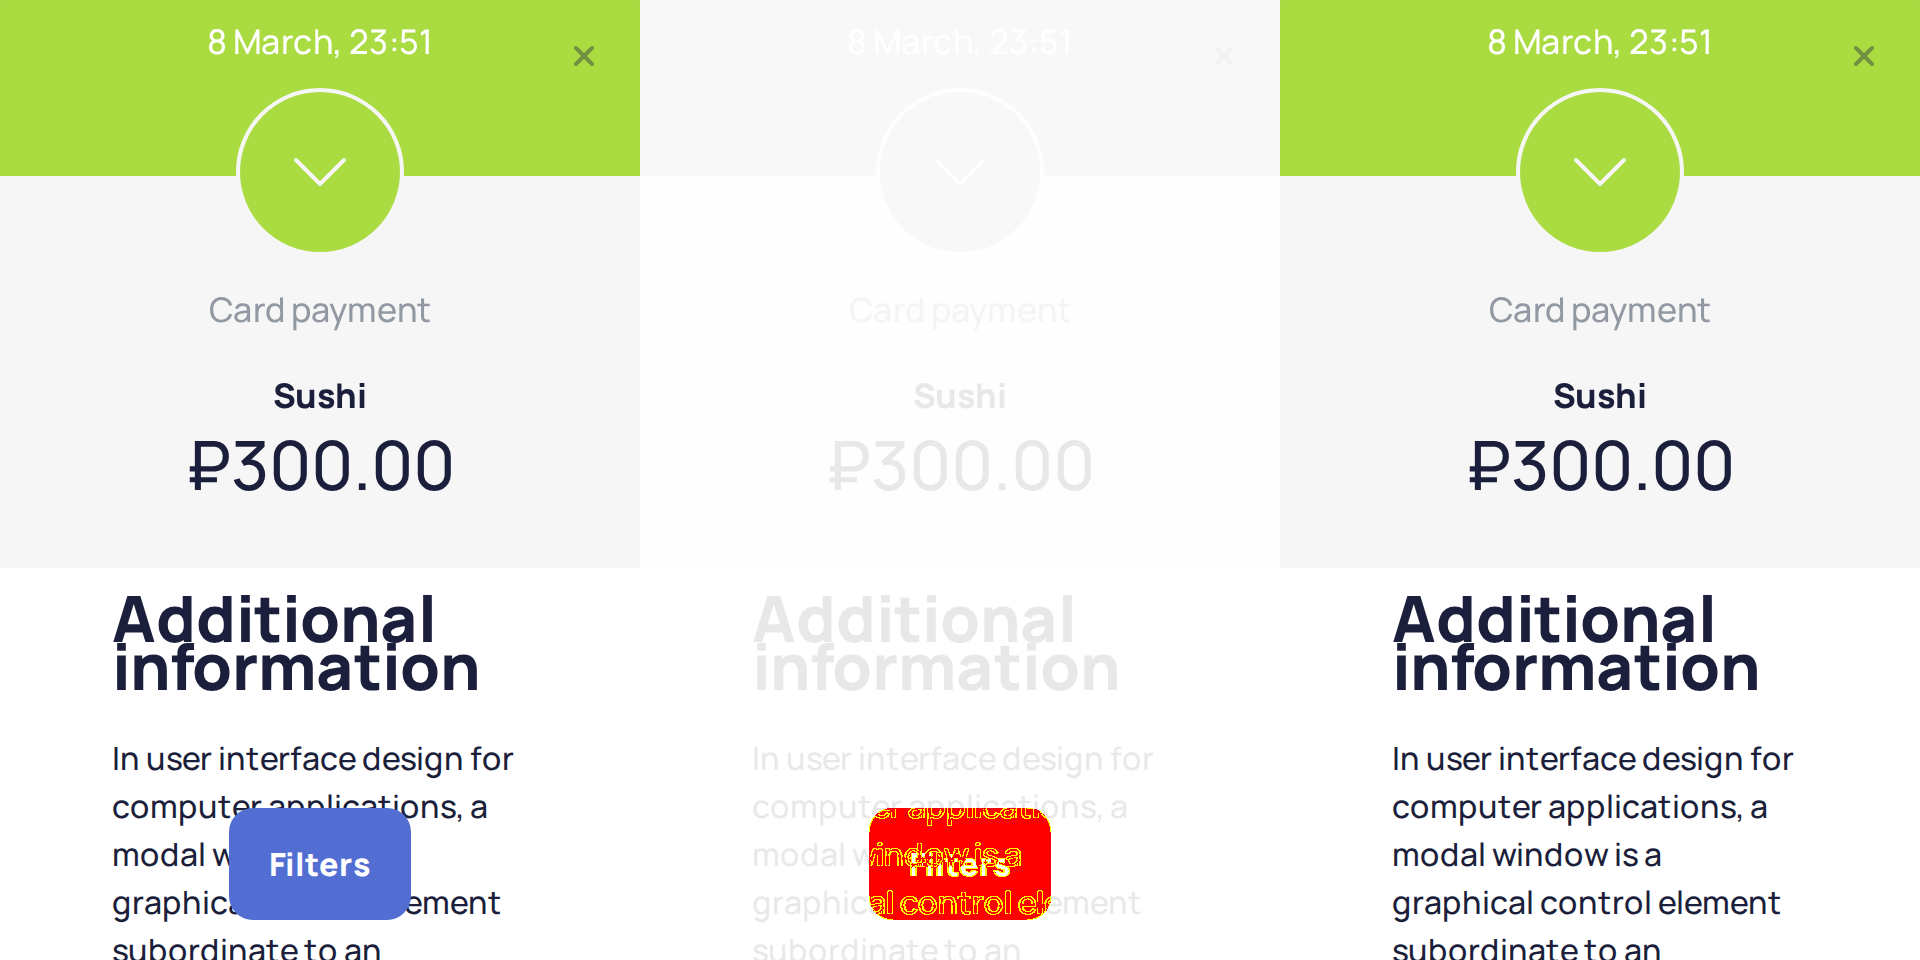 8 March, 23:51
Card payment
Sushi
₽300.00
Additional
information
In user interface design for
computer applications, a
modal w
Filters
graphica ement
subordinate to an
8 March, 23:51
Card payment
Sushi
₽300.00
Additional
information
In user interface design for
computer applications, a
modal window is a
Filters
graphical control element
subordinate to an
8 March, 23:51
Card payment
Sushi
₽300.00
Additional
information
In user interface design for
computer applications, a
modal window is a
graphical control element
subordinate to an